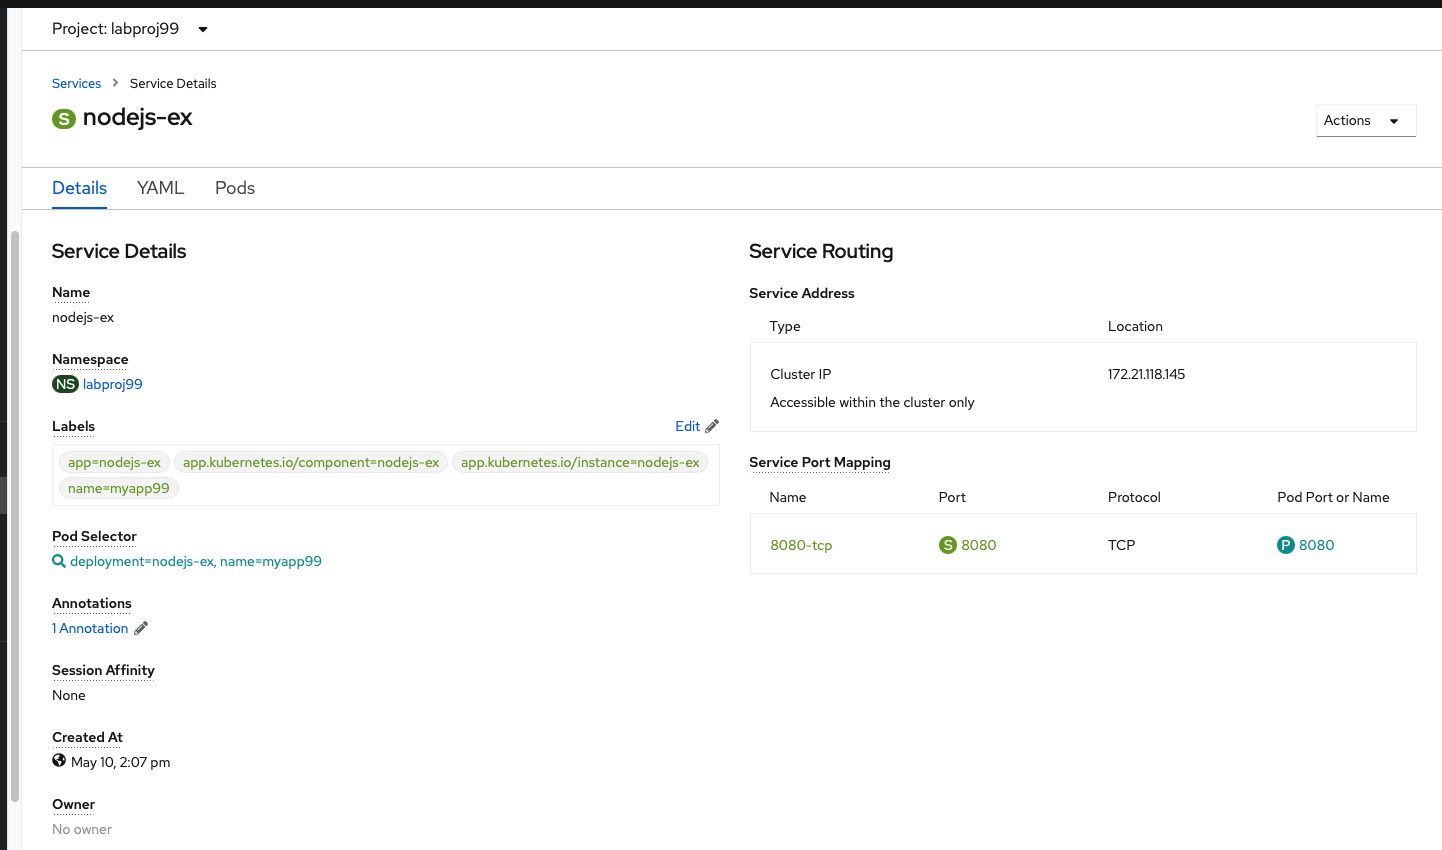 Project: labproj99
Services > Service Details
S nodejs-ex
Actions
Details YAML Pods
Service Details
Name
nodejs-ex
Namespace
NS labproj99
Labels
Edit
app=nodejs-ex app.kubernetes.io/component=nodejs-ex app.kubernetes.io/instance=nodejs-ex
name=myapp99
Pod Selector
deployment=nodejs-ex, name=myapp99
Annotations
1 Annotation
Session Affinity
None
Created At
May 10, 2:07 pm
Owner
No owner
Service Routing
Service Address
Type Location
Cluster IP 172.21.118.145
Accessible within the cluster only
Service Port Mapping
Name Port Protocol Pod Port or Name
8080-tcp S 8080 TCP P 8080